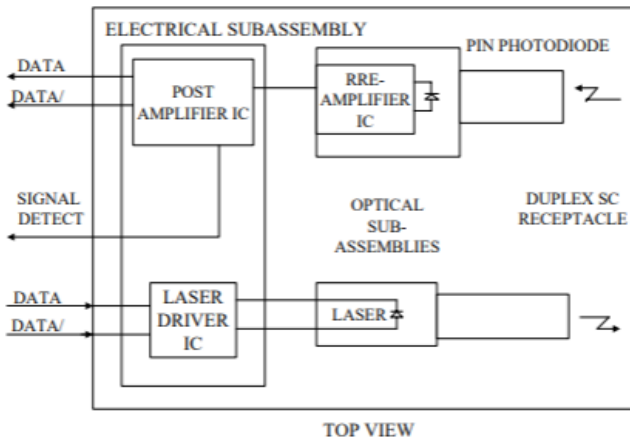 ELECTRICAL SUBASSEMBLY
PIN PHOTODIODE
DATA
DATA/
POST
AMPLIFIER IC
RRE-
AMPLIFIER
IC
SIGNAL
DETECT
OPTICAL
SUB-
ASSEMBLIES
DUPLEX SC
RECEPTACLE
DATA
DATA/
LASER
DRIVER
IC
LASER
TOP VIEW